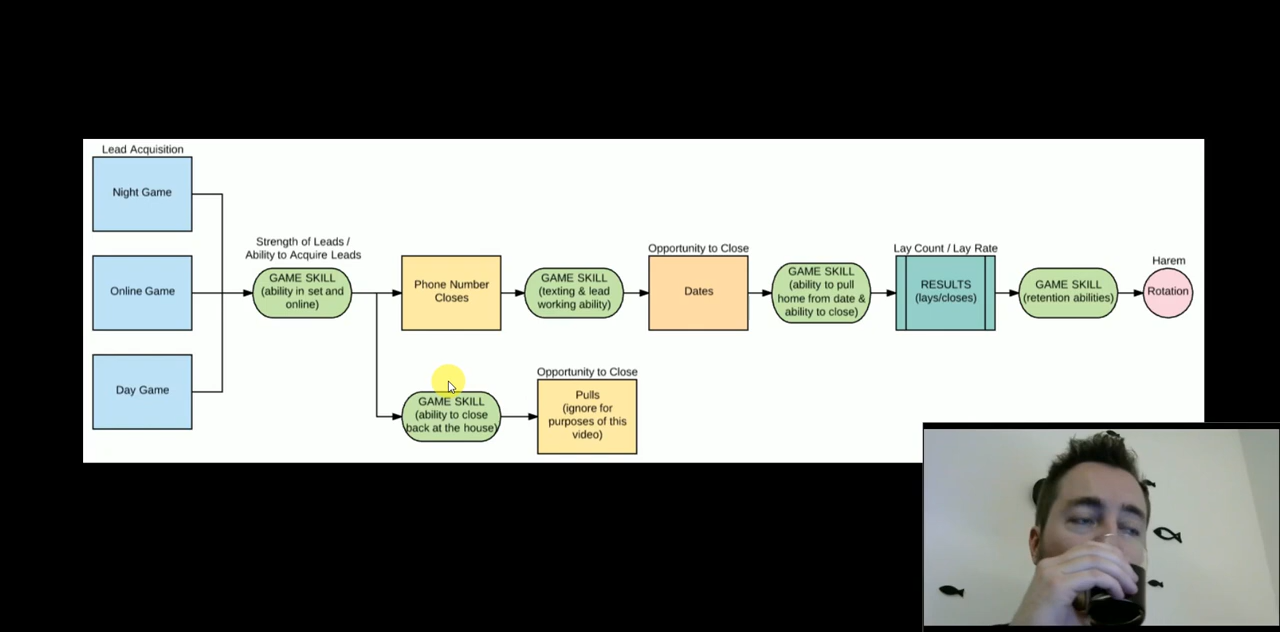 Lead Acquisition
Night Game
Online Game
Day Game
Strength of Leads /
Ability to Acquire Leads
GAME SKILL
(ability in set and
online)
Phone Number
Closes
GAME SKILL
(texting & lead
working ability)
Opportunity to Close
Dates
GAME SKILL
(ability to pull
home from date &
ability to close)
Lay Count / Lay Rate
RESULTS
(lays/closes)
GAME SKILL
(retention abilities)
Harem
Rotation
GAME SKILL
(ability to close
back at the house)
Opportunity to Close
Pulls
(ignore for
purposes of this
video)